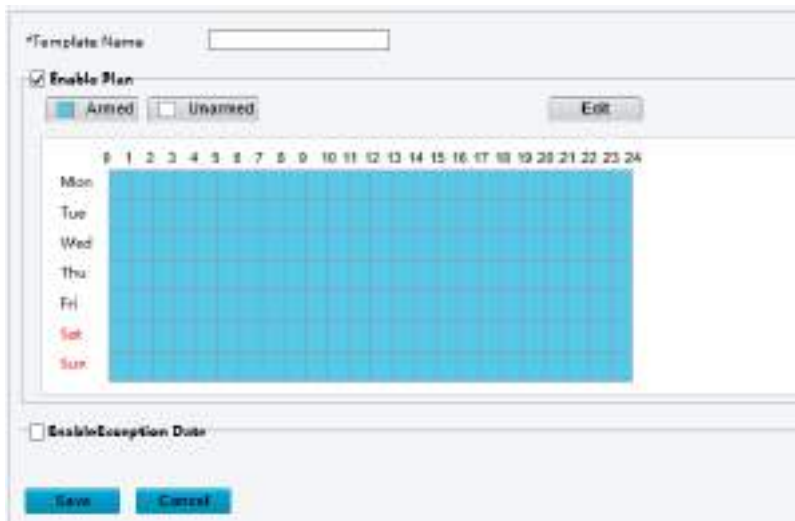 *Template Name
Enable Plan
Armed Unarmed Edit
0 1 2 3 4 5 6 7 8 9 10 11 12 13 14 15 16 17 18 19 20 21 22 23 24
Mon
Tue
Wed
Thu
Fri
Sat
Sun
EnableException Date
Save Cancel